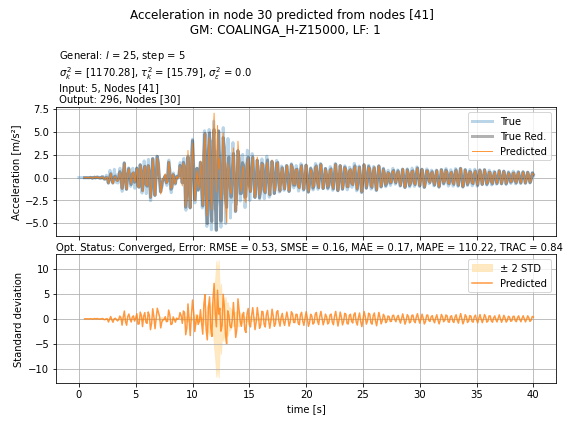 Acceleration in node 30 predicted from nodes [41]
GM: COALINGA_H-Z15000, LF: 1
General: l = 25, step = 5
σ²ₖ = [1170.28], τ²ₖ = [15.79], σ²ε = 0.0
Input: 5, Nodes [41]
Output: 296, Nodes [30]
Acceleration [m/s²]
7.5
5.0
2.5
0.0
−2.5
−5.0
True
True Red.
Predicted
Opt. Status: Converged, Error: RMSE = 0.53, SMSE = 0.16, MAE = 0.17, MAPE = 110.22, TRAC = 0.84
Standard deviation
10
5
0
−5
−10
± 2 STD
Predicted
0 5 10 15 20 25 30 35 40
time [s]